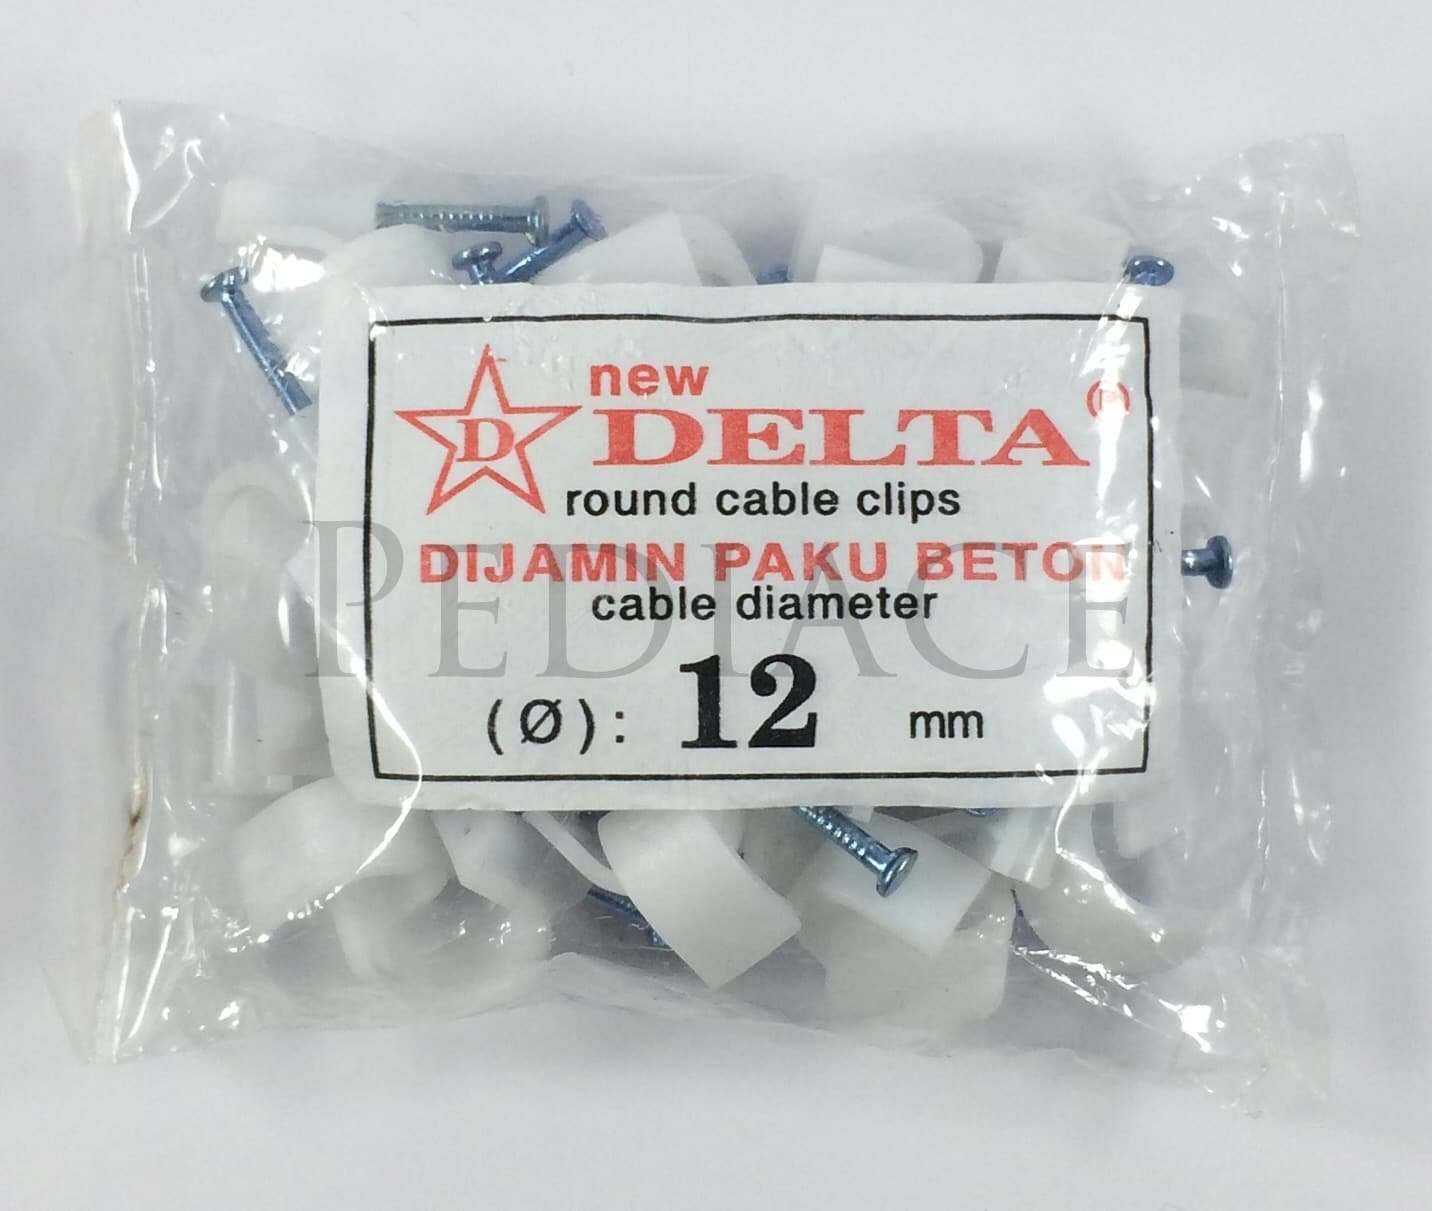 new
D DELTA
round cable clips
DIJAMIN PAKU BETON
cable diameter
(Ø): 12 mm
PEDIACE